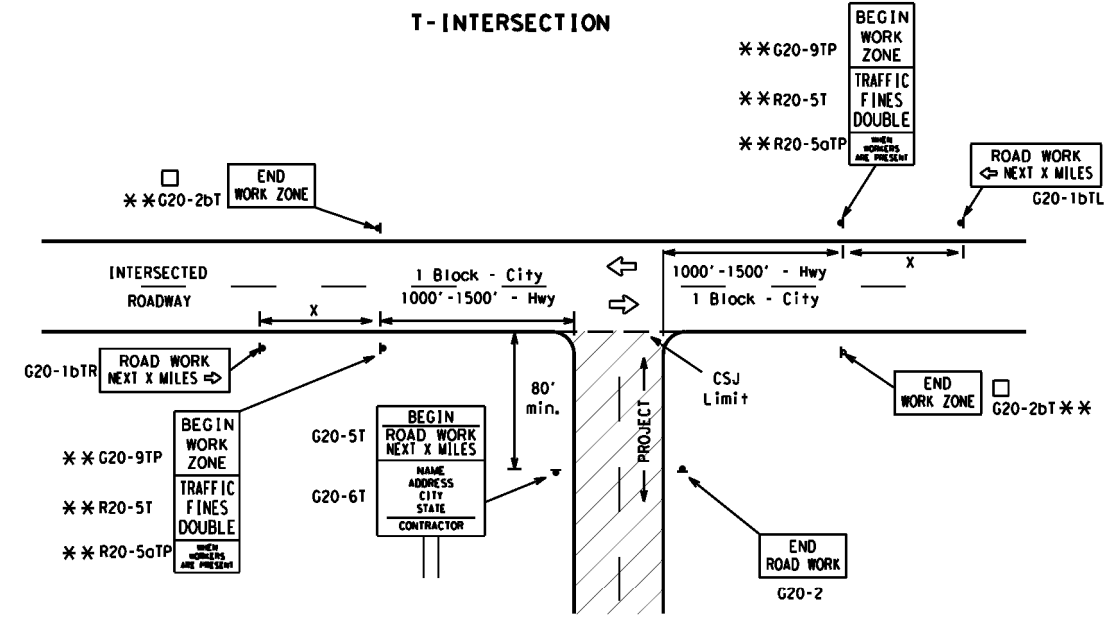 T-INTERSECTION
BEGIN
WORK
ZONE
**G20-9TP
TRAFFIC
FINES
DOUBLE
**R20-5T
WHEN
WORKERS
ARE PRESENT
**R20-5aTP
ROAD WORK
⇦ NEXT X MILES
G20-1bTL
END
WORK ZONE
□
**G20-2bT
INTERSECTED
ROADWAY
1 Block - City
1000'-1500' - Hwy
1000'-1500' - Hwy
1 Block - City
X
X
G20-1bTR
ROAD WORK
NEXT X MILES ⇨
80'
min.
CSJ
Limit
PROJECT
END
WORK ZONE
□
G20-2bT**
BEGIN
WORK
ZONE
**G20-9TP
TRAFFIC
FINES
DOUBLE
**R20-5T
WHEN
WORKERS
ARE PRESENT
**R20-5aTP
G20-5T
BEGIN
ROAD WORK
NEXT X MILES
G20-6T
NAME
ADDRESS
CITY
STATE
CONTRACTOR
END
ROAD WORK
G20-2